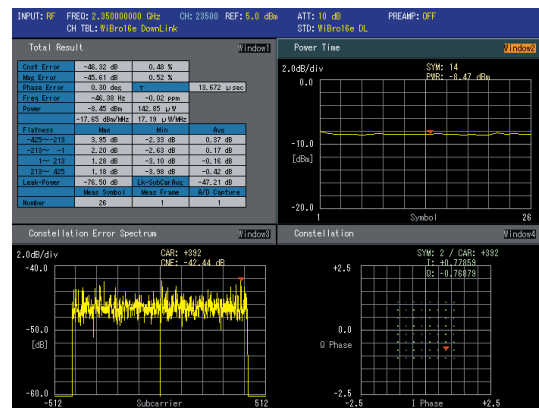 INPUT: RF FREQ: 2.350000000 GHz CH: 23500 REF: 5.0 dBm ATT: 10 dB PREAMP: OFF
CH TBL: WiBro16e DownLink STD: WiBro16e DL
Total Result Window1
Cnst Error -46.32 dB 0.48 %
Mag Error -45.61 dB 0.52 %
Phase Error 0.30 deg τ 13.672 μsec
Freq Error -46.38 Hz -0.02 ppm
Power -8.45 dBm 142.85 μW
-17.65 dBm/MHz 17.19 μW/MHz
Flatness Max Min Avg
-425~-213 3.95 dB -2.33 dB 0.37 dB
-213~ -1 2.20 dB -2.63 dB 0.17 dB
1~ 213 1.28 dB -3.10 dB -0.16 dB
213~ 425 1.18 dB -3.98 dB -0.42 dB
Leak-Power -76.50 dB Lk-SubCarAvg -47.21 dB
Meas Symbol Meas Frame A/D Capture
Number 26 1 1
Power Time Window2
2.0dB/div SYM: 14
PWR: -8.47 dBm
0.0
-10.0
[dBm]
-20.0
1 Symbol 26
Constellation Error Spectrum Window3
2.0dB/div CAR: +392
CNE: -42.44 dB
-40.0
-50.0
[dB]
-60.0
-512 Subcarrier 512
Constellation Window4
SYM: 2 / CAR: +392
I: +0.77859
Q: -0.76879
+2.5
0.0
Q Phase
-2.5
-2.5 I Phase +2.5